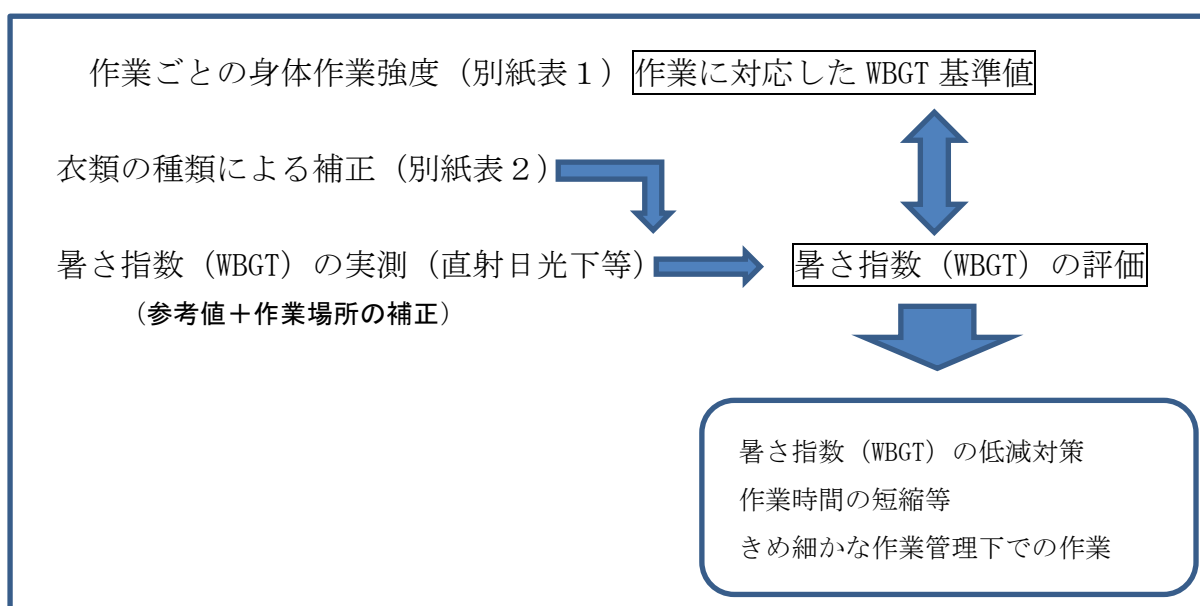 作業ごとの身体作業強度（別紙表１）作業に対応した WBGT 基準値
衣類の種類による補正（別紙表２）
暑さ指数（WBGT）の実測（直射日光下等）
暑さ指数（WBGT）の評価
（参考値＋作業場所の補正）
暑さ指数（WBGT）の低減対策
作業時間の短縮等
きめ細かな作業管理下での作業